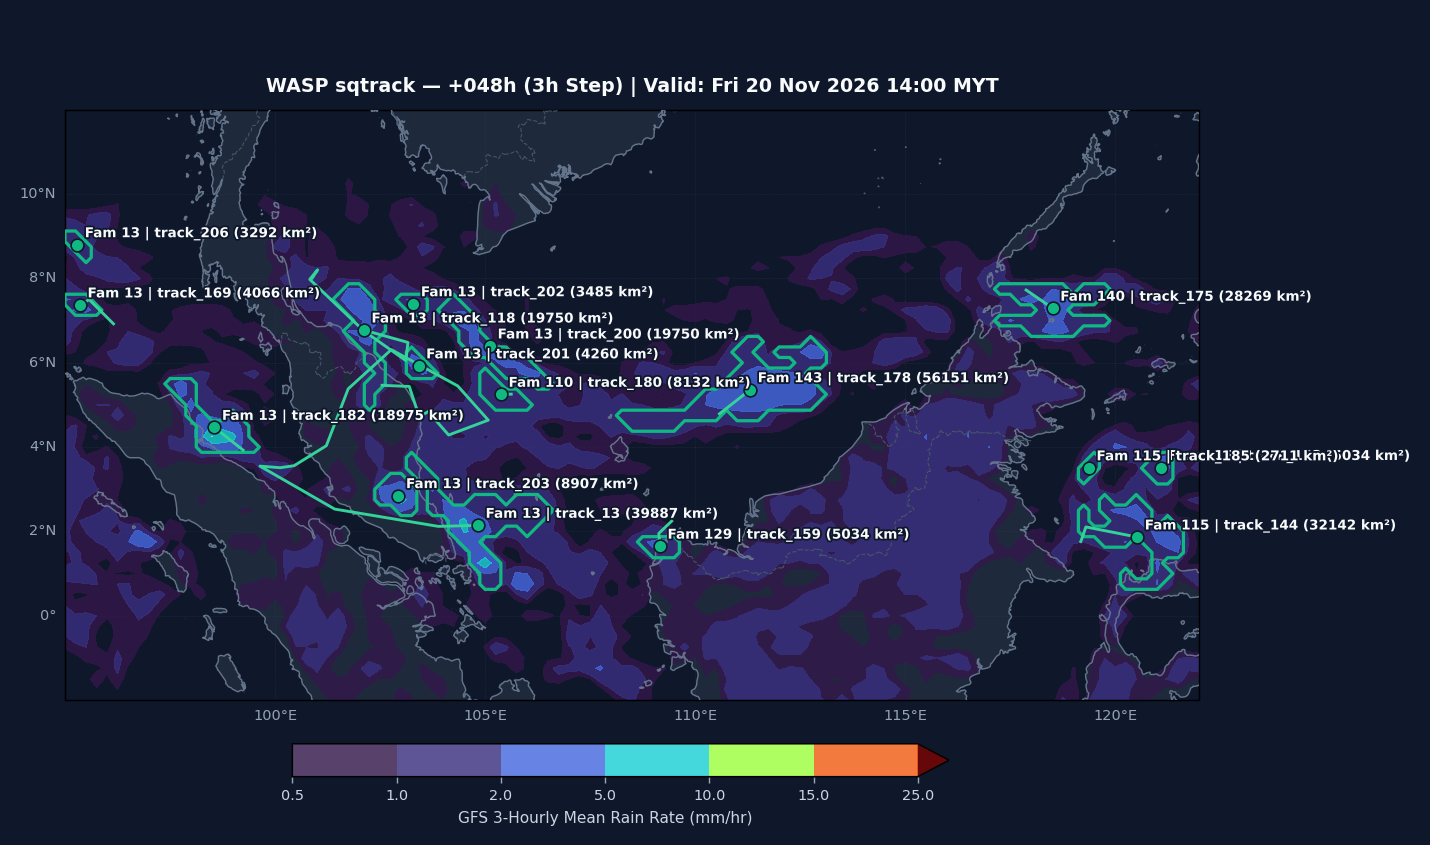 WASP sqtrack — +048h (3h Step) | Valid: Fri 20 Nov 2026 14:00 MYT
10°N
8°N
6°N
4°N
2°N
0°
Fam 13 | track_206 (3292 km²)
Fam 13 | track_169 (4066 km²)
Fam 13 | track_202 (3485 km²)
Fam 140 | track_175 (28269 km²)
Fam 13 | track_118 (19750 km²)
Fam 13 | track_200 (19750 km²)
Fam 13 | track_201 (4260 km²)
Fam 110 | track_180 (8132 km²)
Fam 143 | track_178 (56151 km²)
Fam 13 | track_182 (18975 km²)
Fam 115 | track_185 (2711 km²)
Fam 13 | track_203 (8907 km²)
Fam 13 | track_13 (39887 km²)
Fam 115 | track_144 (32142 km²)
Fam 129 | track_159 (5034 km²)
100°E 105°E 110°E 115°E 120°E
0.5 1.0 2.0 5.0 10.0 15.0 25.0
GFS 3-Hourly Mean Rain Rate (mm/hr)